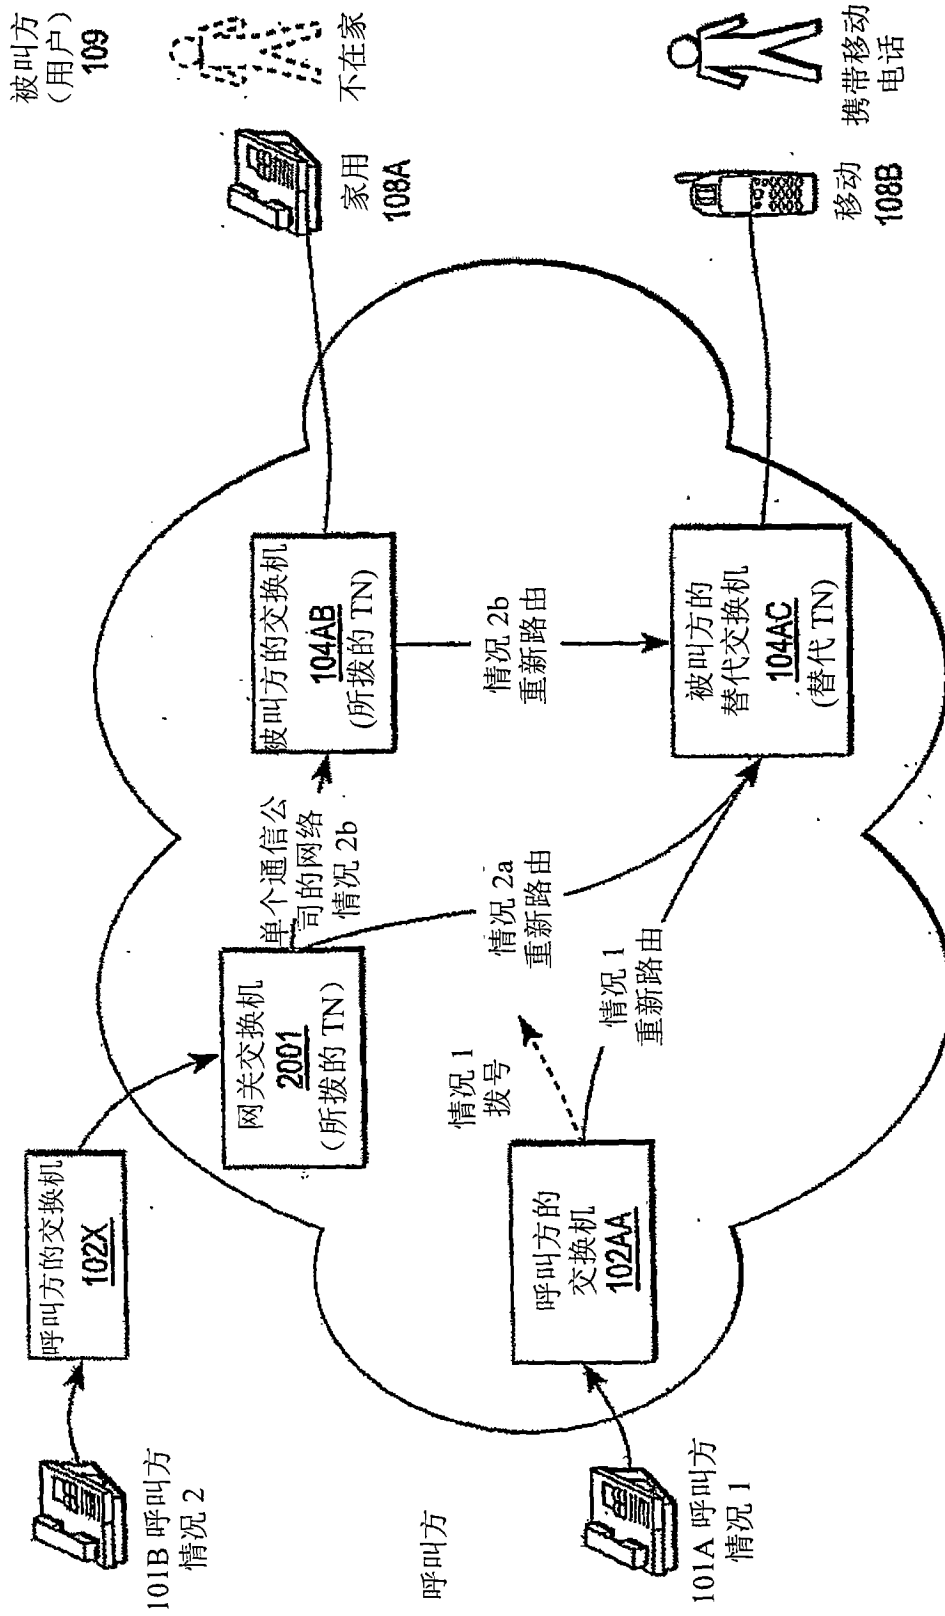 被叫方
(用户)
109
不在家
家用
108A
携带移动
电话
移动
108B
被叫方的交换机
104AB
(所拨的 TN)
情况 2b
重新路由
被叫方的
替代交换机
104AC
(替代 TN)
单个通信公
司的网络
情况 2b
情况 2a
重新路由
情况 1
重新路由
网关交换机
2001
(所拨的 TN)
情况 1
拨号
呼叫方的交换机
102X
呼叫方的
交换机
102AA
101B 呼叫方
情况 2
呼叫方
101A 呼叫方
情况 1